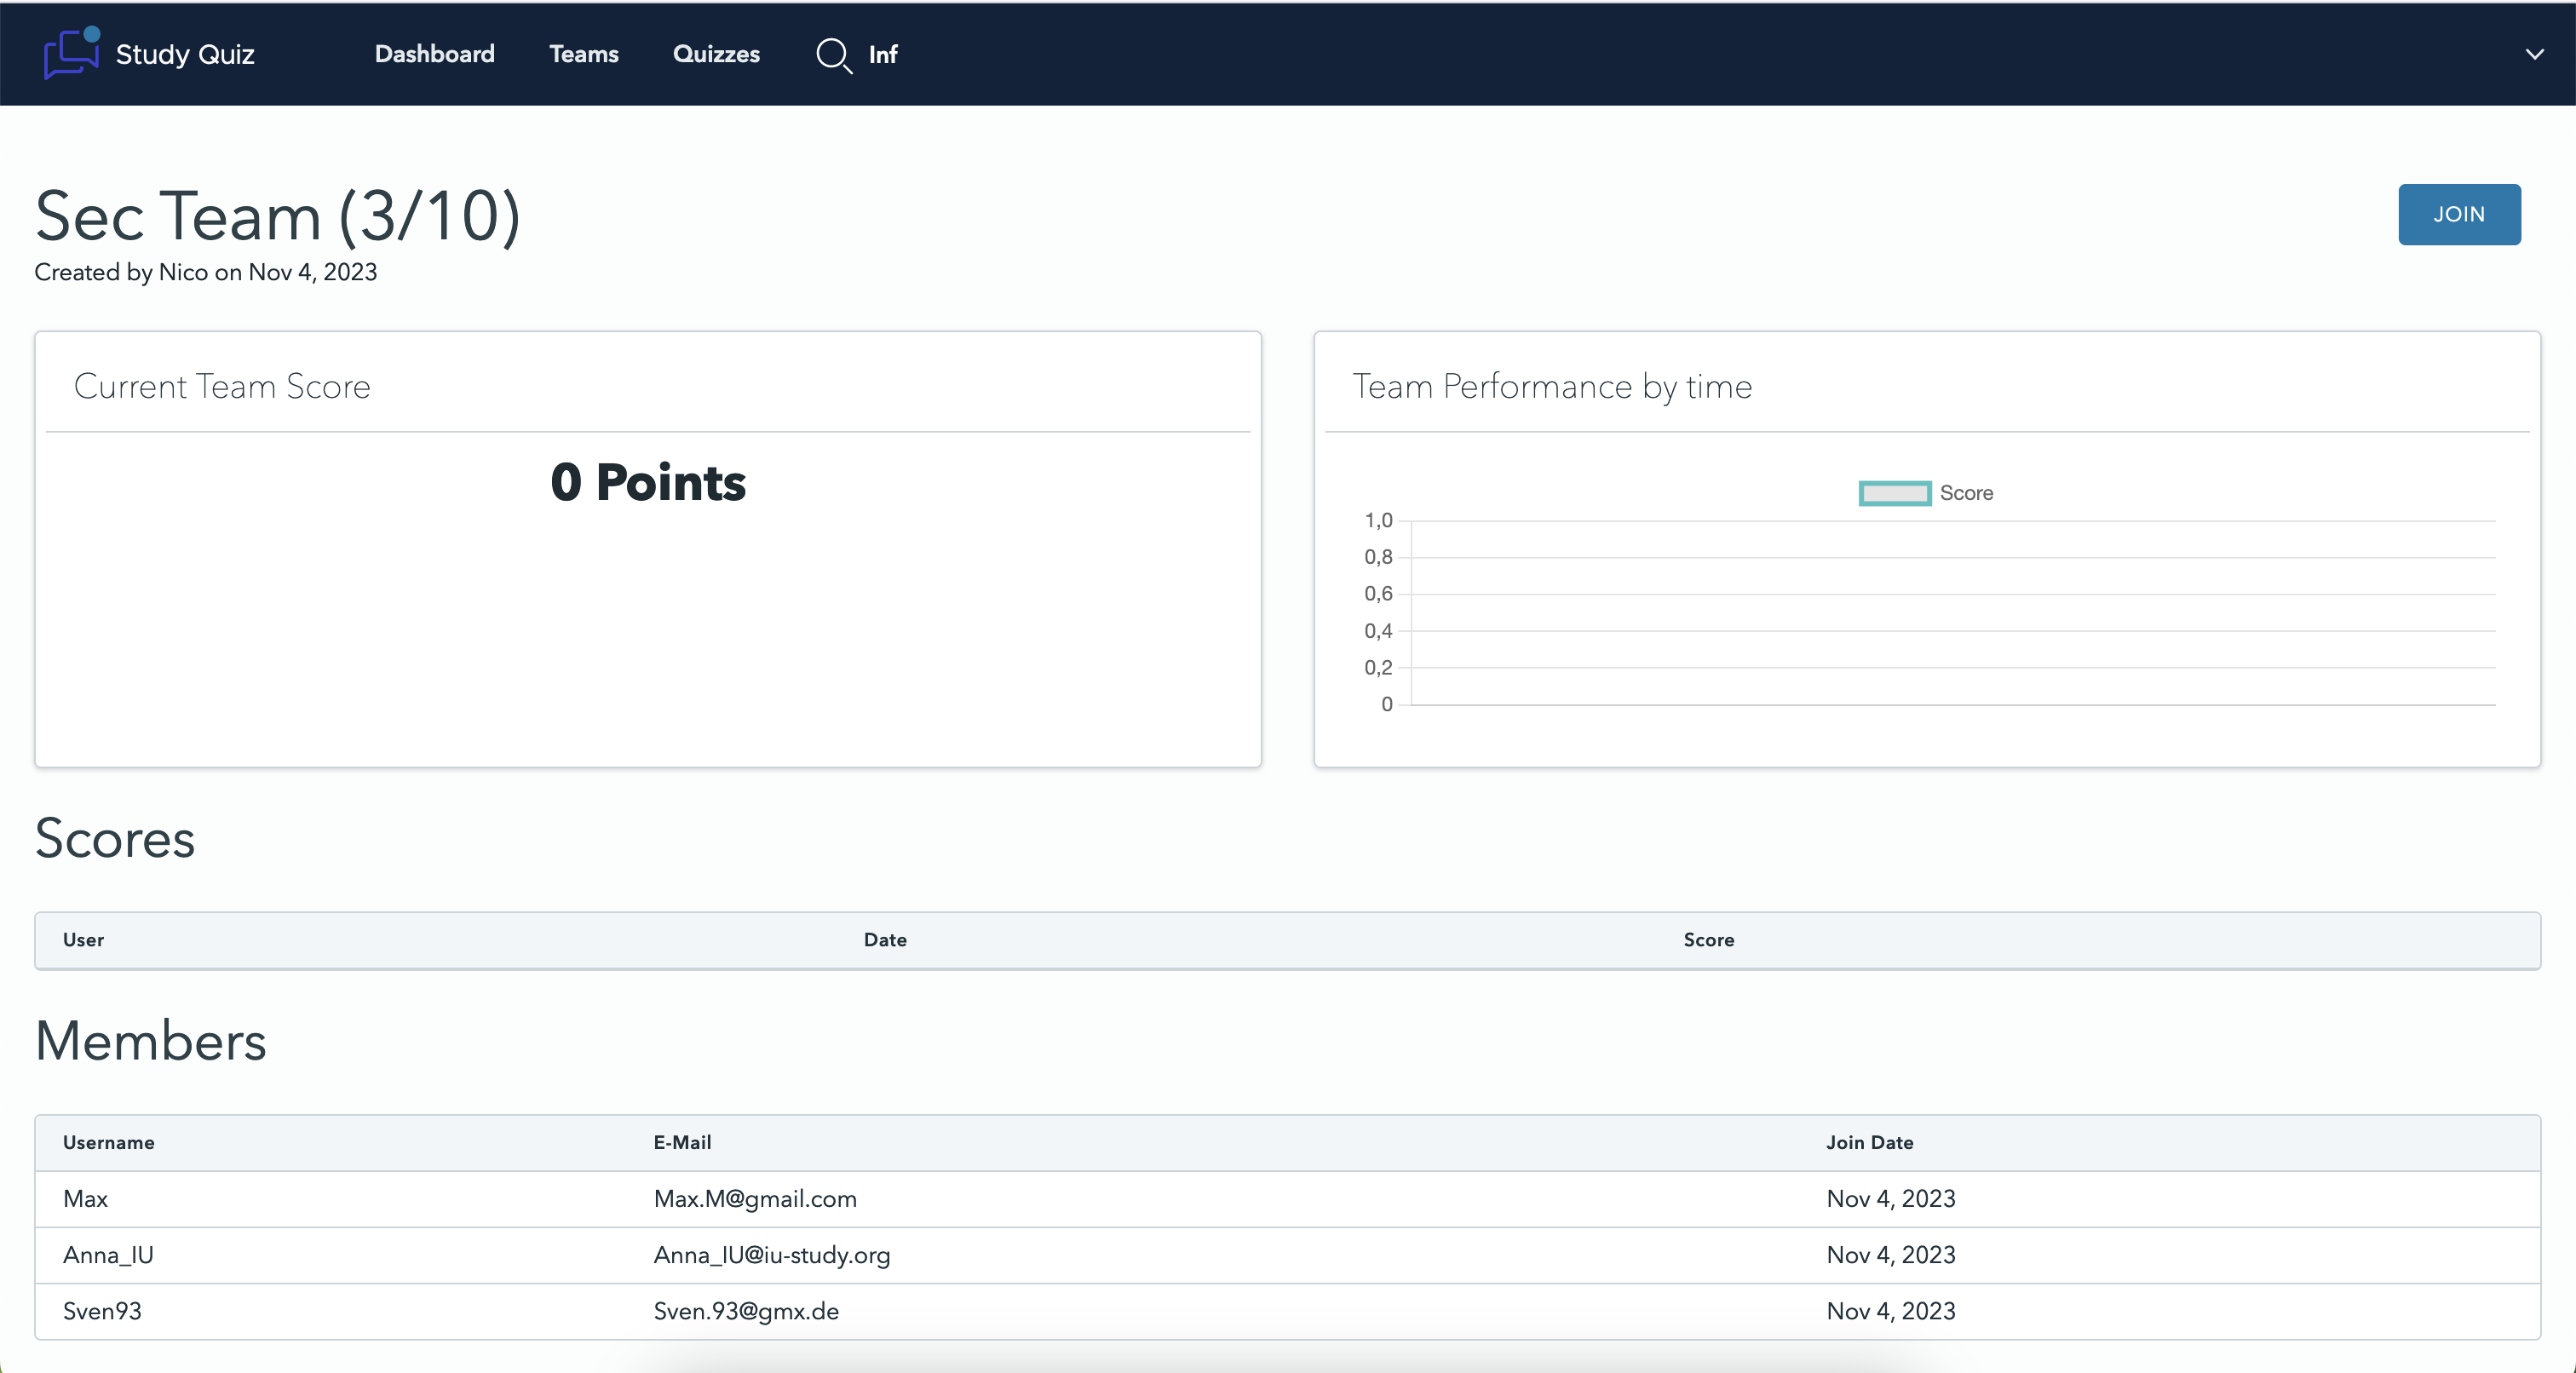 Study Quiz Dashboard Teams Quizzes Inf
Sec Team (3/10)
JOIN
Created by Nico on Nov 4, 2023
Current Team Score
0 Points
Team Performance by time
Score
1,0
0,8
0,6
0,4
0,2
0
Scores
User Date Score
Members
Username E-Mail Join Date
Max Max.M@gmail.com Nov 4, 2023
Anna_IU Anna_IU@iu-study.org Nov 4, 2023
Sven93 Sven.93@gmx.de Nov 4, 2023